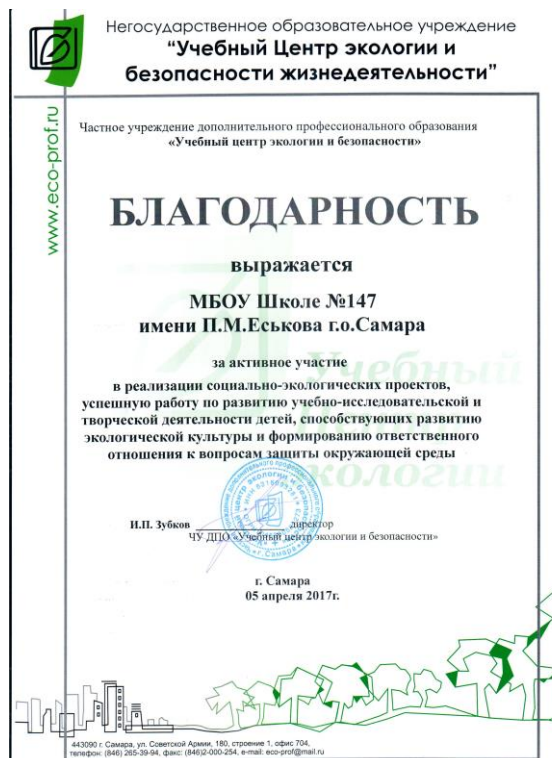 Негосударственное образовательное учреждение
“Учебный Центр экологии и
безопасности жизнедеятельности”
www.eco-prof.ru
Частное учреждение дополнительного профессионального образования
«Учебный центр экологии и безопасности»
БЛАГОДАРНОСТЬ
выражается
МБОУ Школе №147
имени П.М.Еськова г.о.Самара
за активное участие
в реализации социально-экологических проектов,
успешную работу по развитию учебно-исследовательской и
творческой деятельности детей, способствующих развитию
экологической культуры и формированию ответственного
отношения к вопросам защиты окружающей среды
Учебный
экологии
И.П. Зубков директор
ЧУ ДПО «Учебный центр экологии и безопасности»
г. Самара
05 апреля 2017г.
443090 г. Самара, ул. Советской Армии, 180, строение 1, офис 704,
телефон: (846) 265-39-94, факс: (846)2-000-254, e-mail: eco-prof@mail.ru